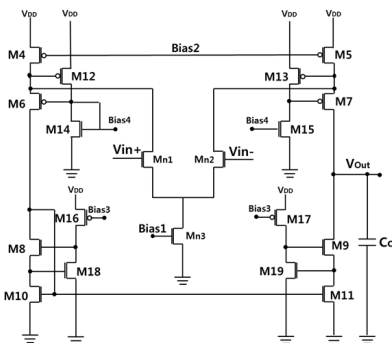 VDD VDD VDD VDD
M4 Bias2 M5
M12 M13
M6 M7
M14 Bias4 Bias4 M15
Vin+ Mn1 Mn2 Vin-
VDD VDD VOut
M16 Bias3 Bias3 M17
Bias1 Mn3
M8 M9
M18 M19
M10 M11